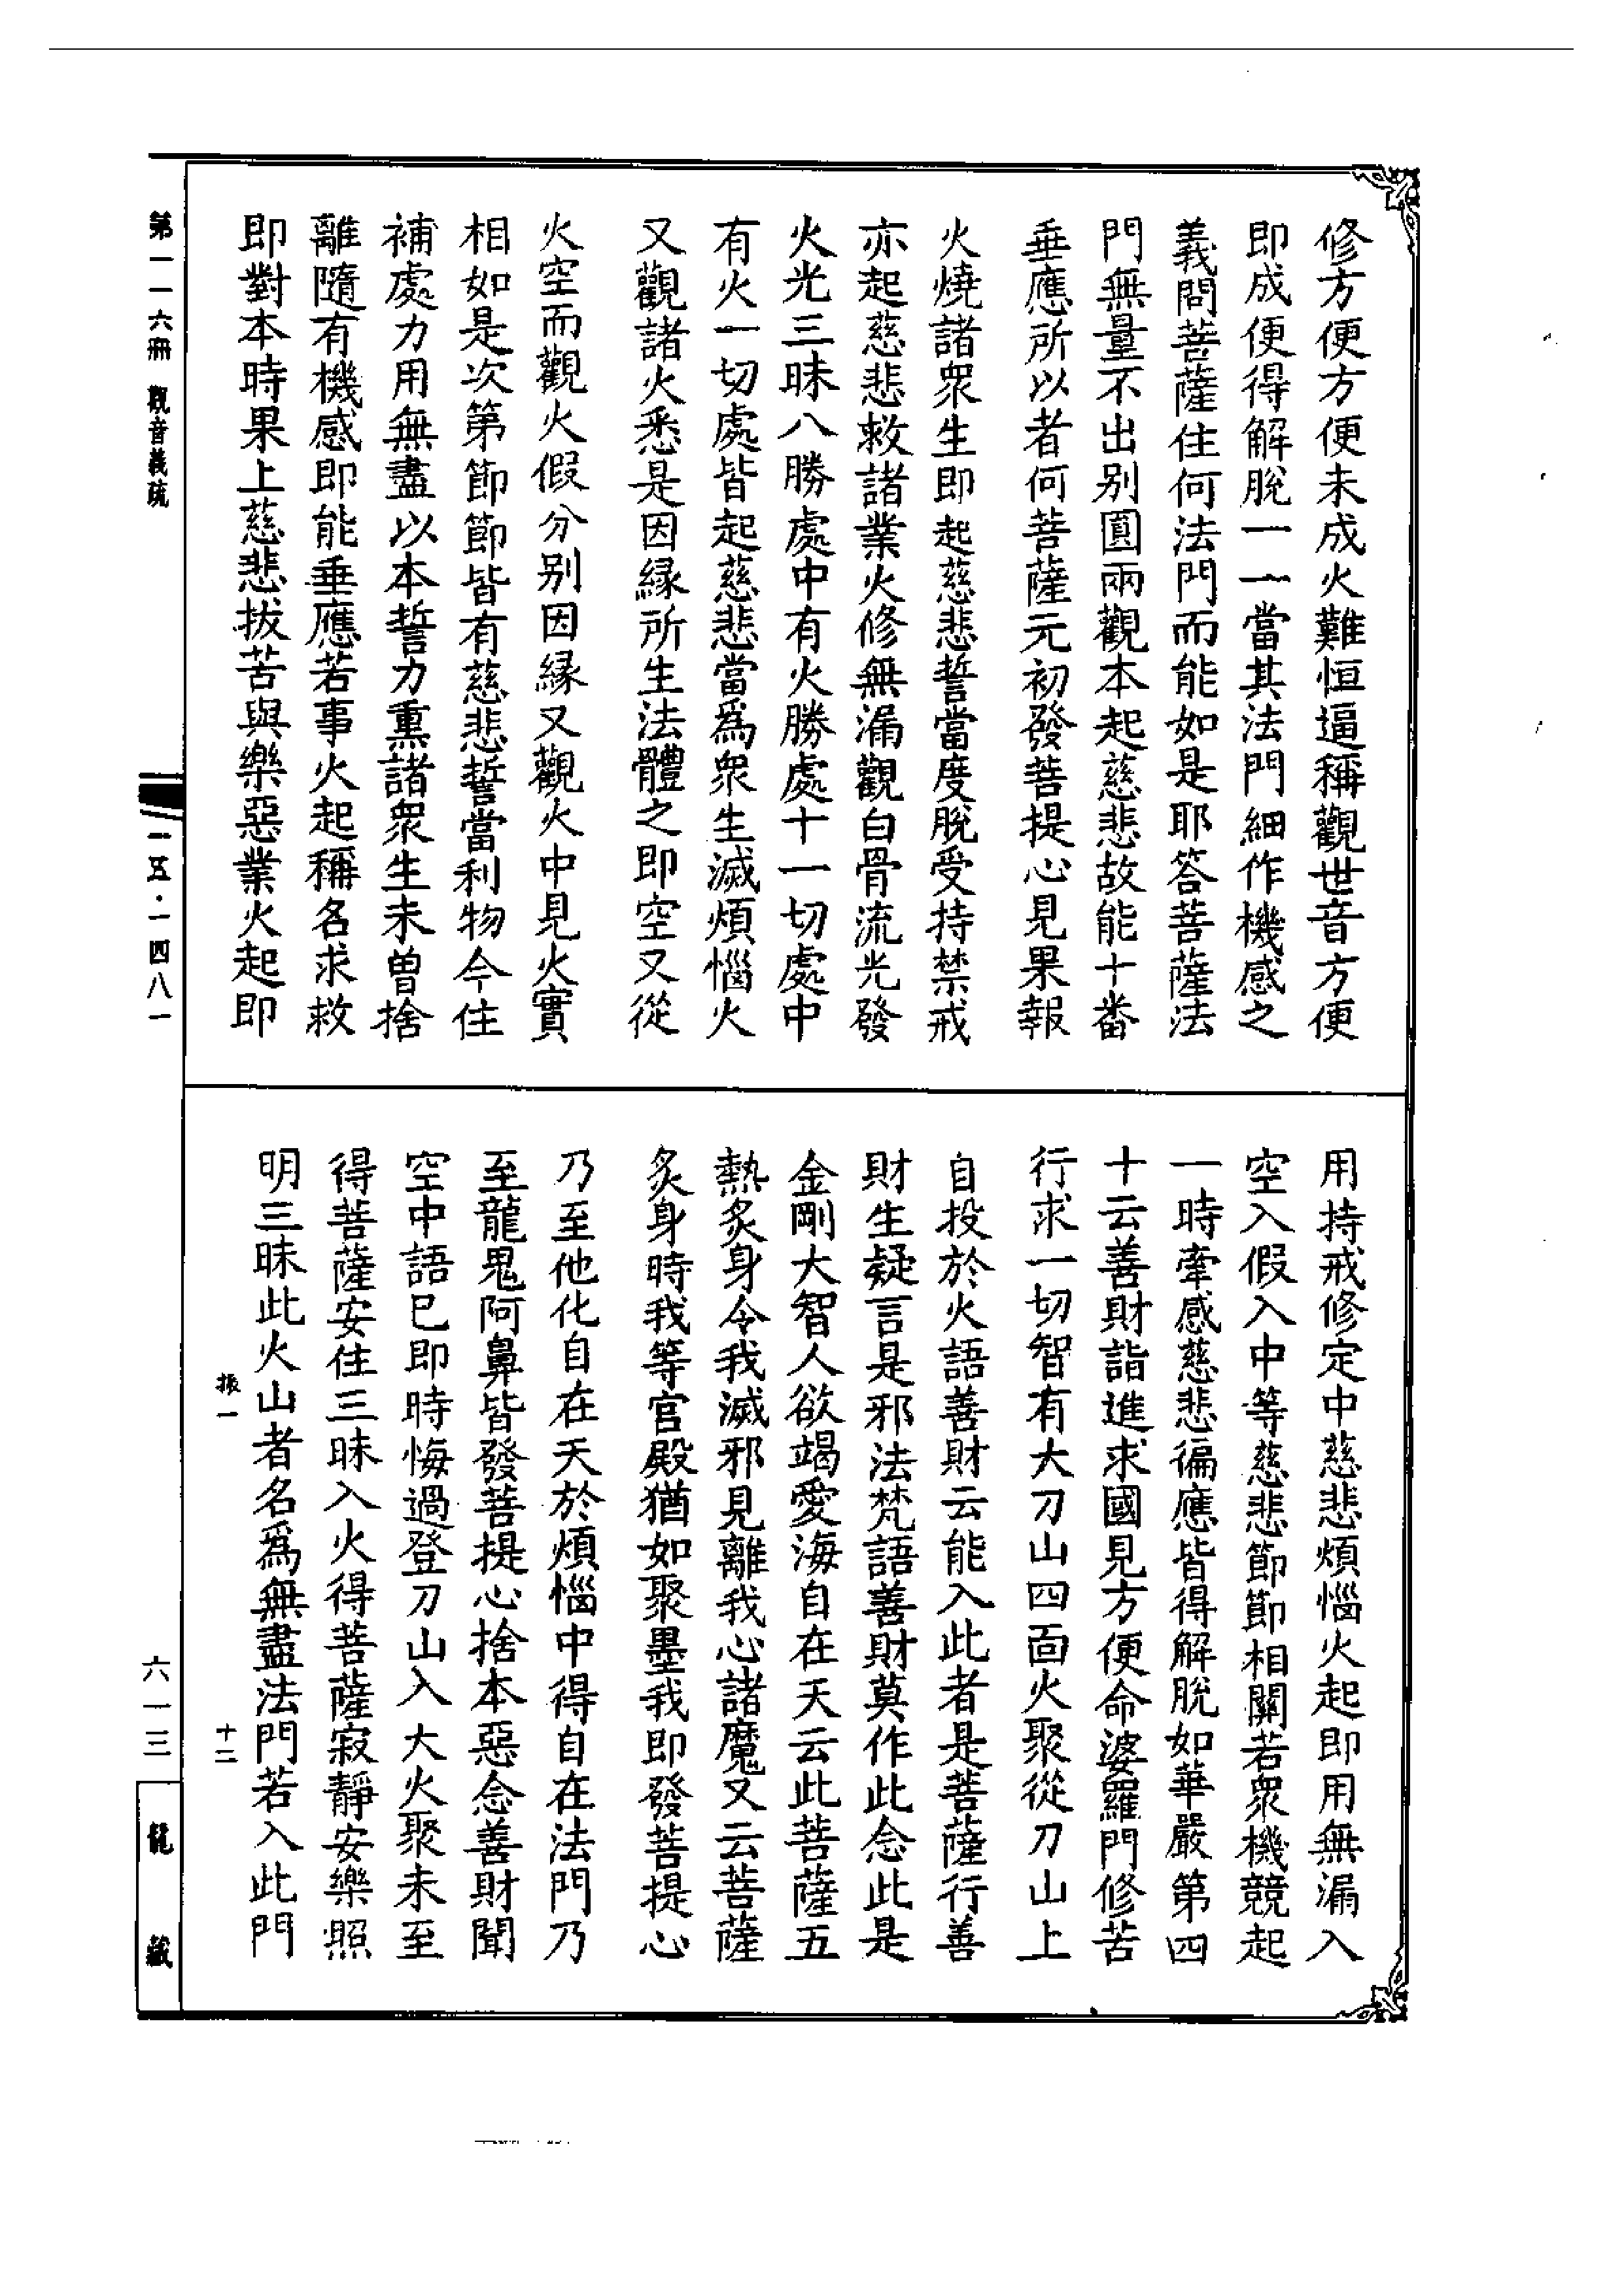 修方便方便未成火難恒逼稱觀世音方便
即成便得解脫一一當其法門細作機感之
義問菩薩住何法門而能如是耶答菩薩法
門無量不出別圓兩觀本起慈悲故能十番
垂應所以者何菩薩元初發菩提心見果報
火燒諸衆生即起慈悲誓當度脫受持禁戒
亦起慈悲救諸業火修無漏觀白骨流光發
火光三昧八勝處中有火勝處十一切處中
有火一切處皆起慈悲當爲衆生滅煩惱火
又觀諸火悉是因緣所生法體之即空又從
火空而觀火假分別因緣又觀火中見火實
相如是次第節節皆有慈悲誓當利物今住
補處力用無盡以本誓力熏諸衆生未曾捨
離隨有機感即能垂應若事火起稱名求救
即對本時果上慈悲拔苦與樂惡業火起即
用持戒修定中慈悲煩惱火起即用無漏入
空入假入中等慈悲節節相關若衆機競起
一時牽感慈悲徧應皆得解脫如華嚴第四
十云善財詣進求國見方便命婆羅門修苦
行求一切智有大刀山四面火聚從刀山上
自投於火語善財云能入此者是菩薩行善
財生疑言是邪法梵語善財莫作此念此是
金剛大智人欲竭愛海自在天云此菩薩五
熱炙身令我滅邪見離我心諸魔又云菩薩
炙身時我等宮殿猶如聚墨我即發菩提心
乃至他化自在天於煩惱中得自在法門乃
至龍鬼阿鼻皆發菩提心捨本惡念善財聞
空中語已即時悔過登刀山入大火聚未至
得菩薩安住三昧入火得菩薩寂靜安樂照
明三昧此火山者名爲無盡法門若入此門
振一 十二
第一一六冊 觀音義疏
一五·一四八一
六一三
龍藏